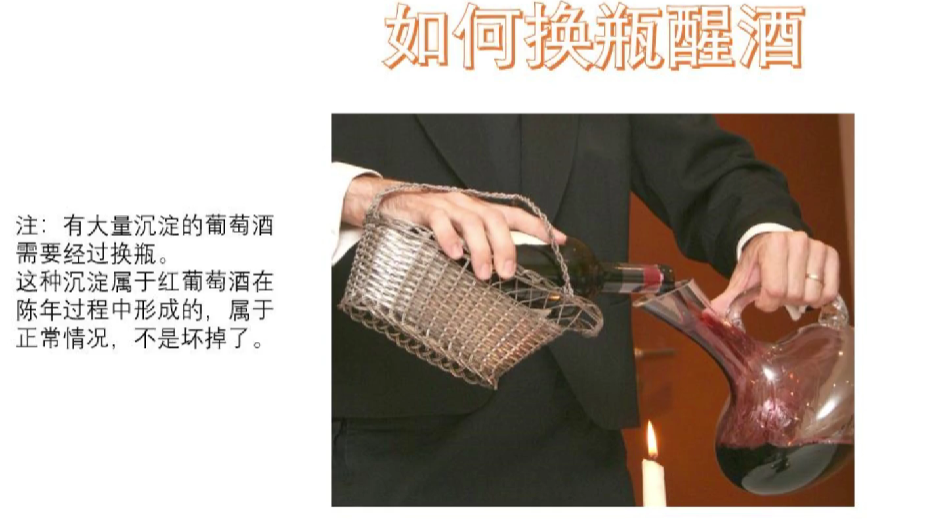 如何换瓶醒酒
注：有大量沉淀的葡萄酒
需要经过换瓶。
这种沉淀属于红葡萄酒在
陈年过程中形成的，属于
正常情况，不是坏掉了。